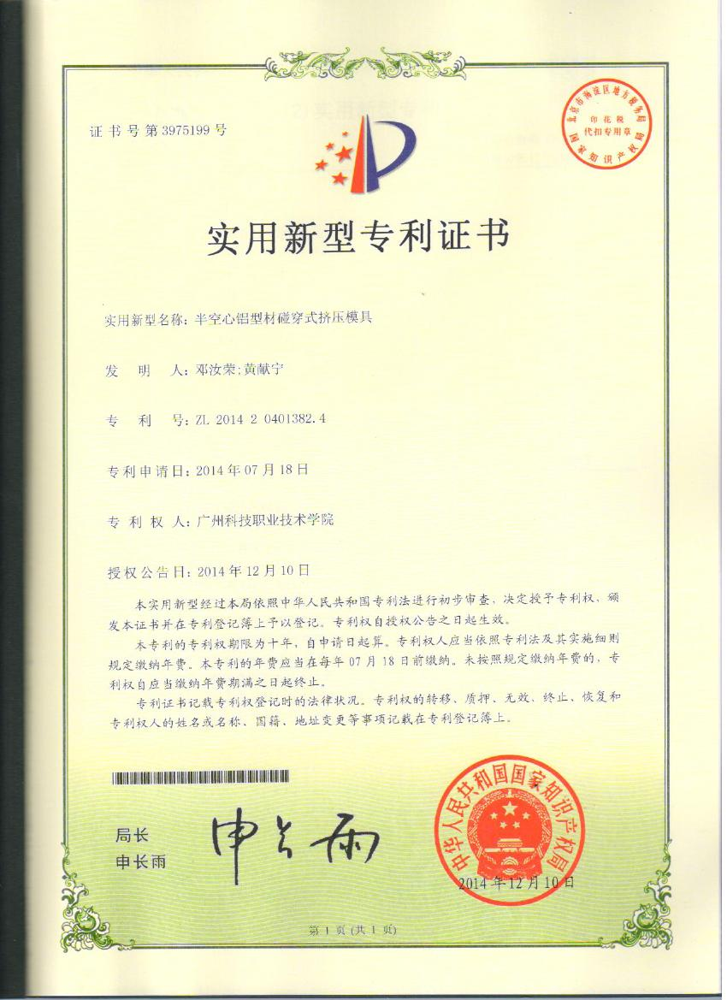 证书号第3975199号
北京市海淀区地方税务局
印花税
代扣专用章
国家知识产权局
实用新型专利证书
实用新型名称：半空心铝型材碰穿式挤压模具
发明人：邓汝荣;黄献宁
专利号：ZL 2014 2 0401382.4
专利申请日：2014年07月18日
专利权人：广州科技职业技术学院
授权公告日：2014年12月10日
本实用新型经过本局依照中华人民共和国专利法进行初步审查，决定授予专利权，颁
发本证书并在专利登记簿上予以登记。专利权自授权公告之日起生效。
本专利的专利权期限为十年，自申请日起算。专利权人应当依照专利法及其实施细则
规定缴纳年费。本专利的年费应当在每年07月18日前缴纳。未按照规定缴纳年费的，专
利权自应当缴纳年费期满之日起终止。
专利证书记载专利权登记时的法律状况。专利权的转移、质押、无效、终止、恢复和
专利权人的姓名或名称、国籍、地址变更等事项记载在专利登记簿上。
局长
申长雨
申长雨
中华人民共和国国家知识产权局
2014年12月10日
第1页(共1页)